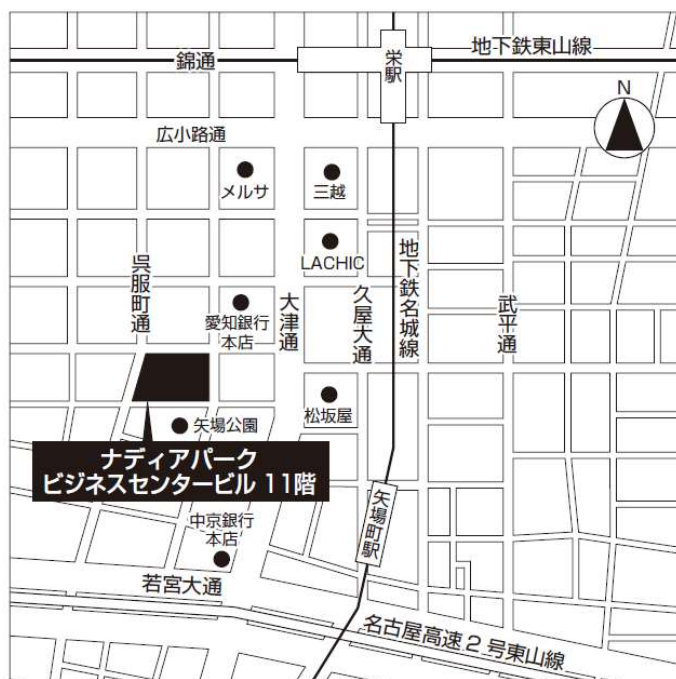 地下鉄東山線
錦通
栄駅
N
広小路通
メルサ
三越
LACHIC
呉服町通
大津通
久屋大通
地下鉄名城線
武平通
愛知銀行
本店
松坂屋
矢場公園
ナディアパーク
ビジネスセンタービル 11階
矢場町駅
中京銀行
本店
若宮大通
名古屋高速2号東山線